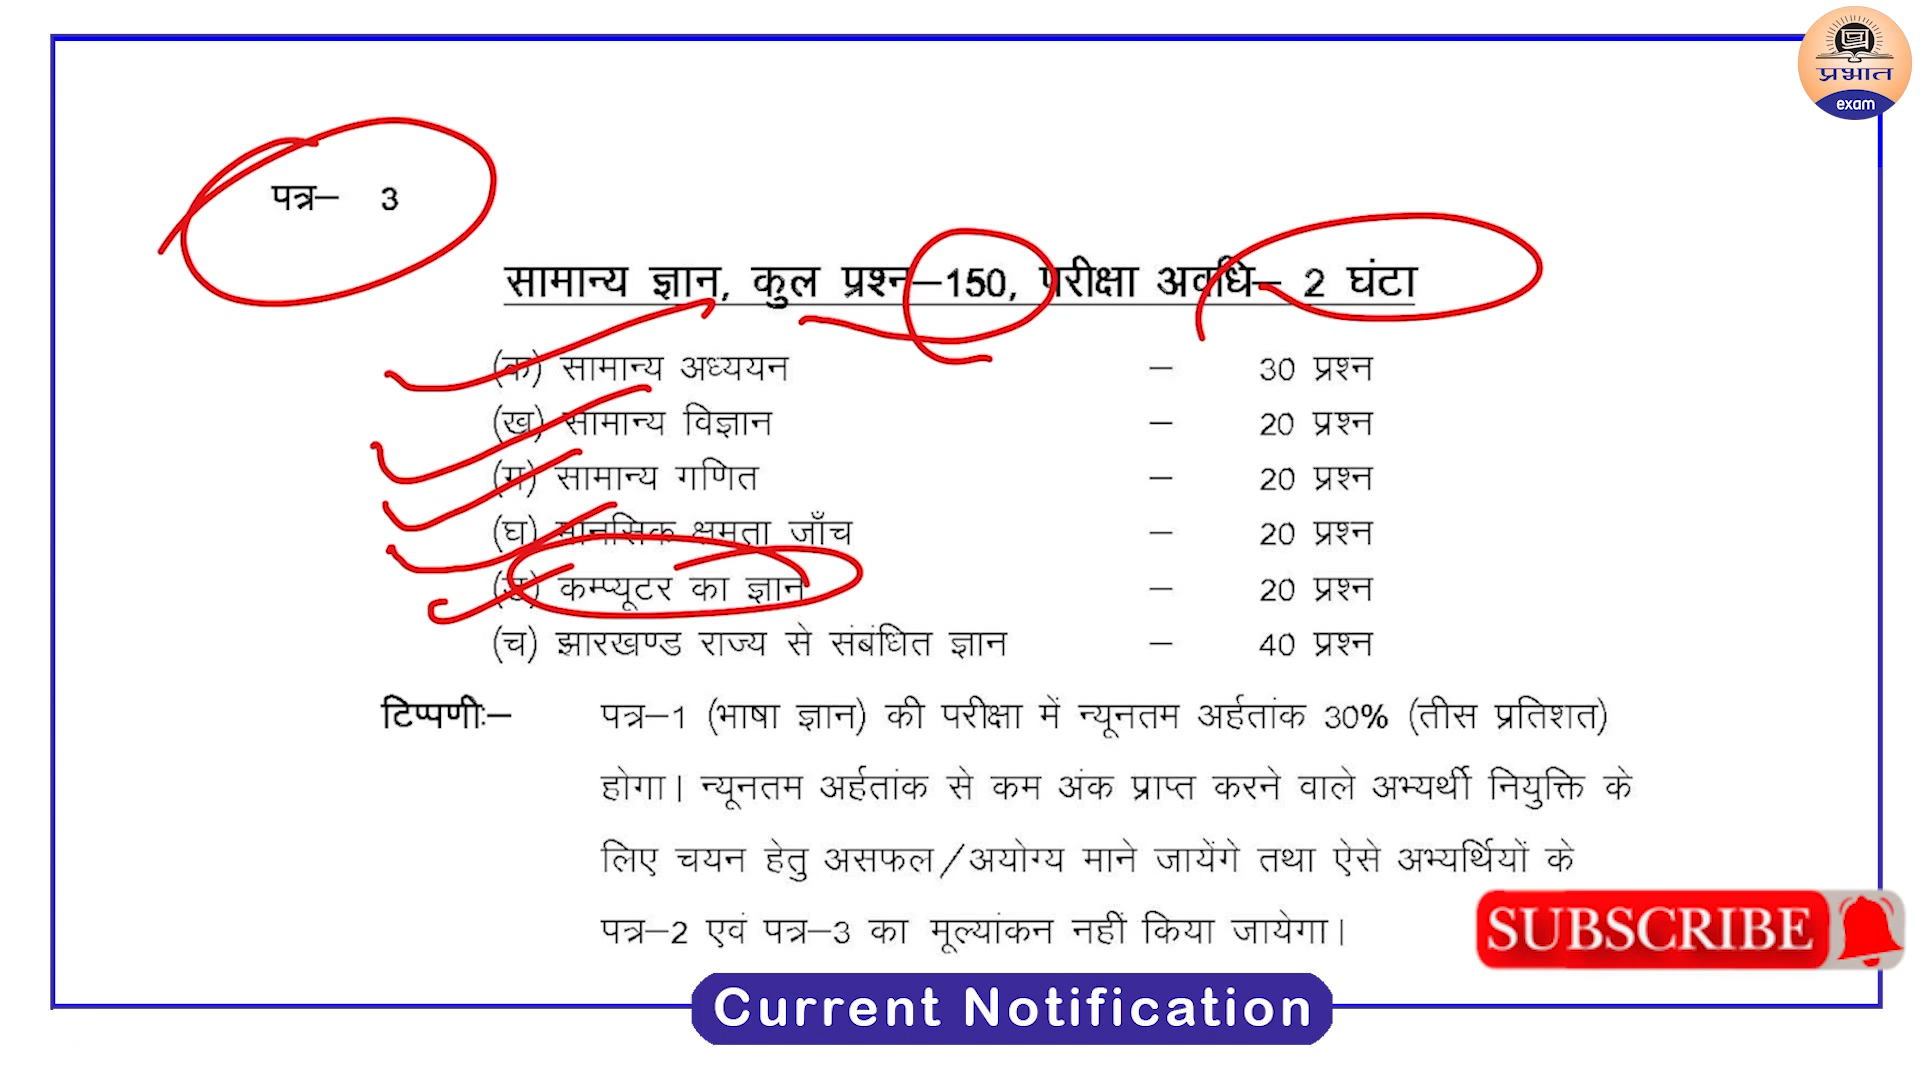 प्रभात
exam
पत्र— 3
सामान्य ज्ञान, कुल प्रश्न—150, परीक्षा अवधि— 2 घंटा
(क) सामान्य अध्ययन — 30 प्रश्न
(ख) सामान्य विज्ञान — 20 प्रश्न
(ग) सामान्य गणित — 20 प्रश्न
(घ) मानसिक क्षमता जाँच — 20 प्रश्न
(ङ) कम्प्यूटर का ज्ञान — 20 प्रश्न
(च) झारखण्ड राज्य से संबंधित ज्ञान — 40 प्रश्न
टिप्पणीः— पत्र—1 (भाषा ज्ञान) की परीक्षा में न्यूनतम अर्हतांक 30% (तीस प्रतिशत)
होगा। न्यूनतम अर्हतांक से कम अंक प्राप्त करने वाले अभ्यर्थी नियुक्ति के
लिए चयन हेतु असफल/अयोग्य माने जायेंगे तथा ऐसे अभ्यर्थियों के
पत्र—2 एवं पत्र—3 का मूल्यांकन नहीं किया जायेगा।
SUBSCRIBE
Current Notification